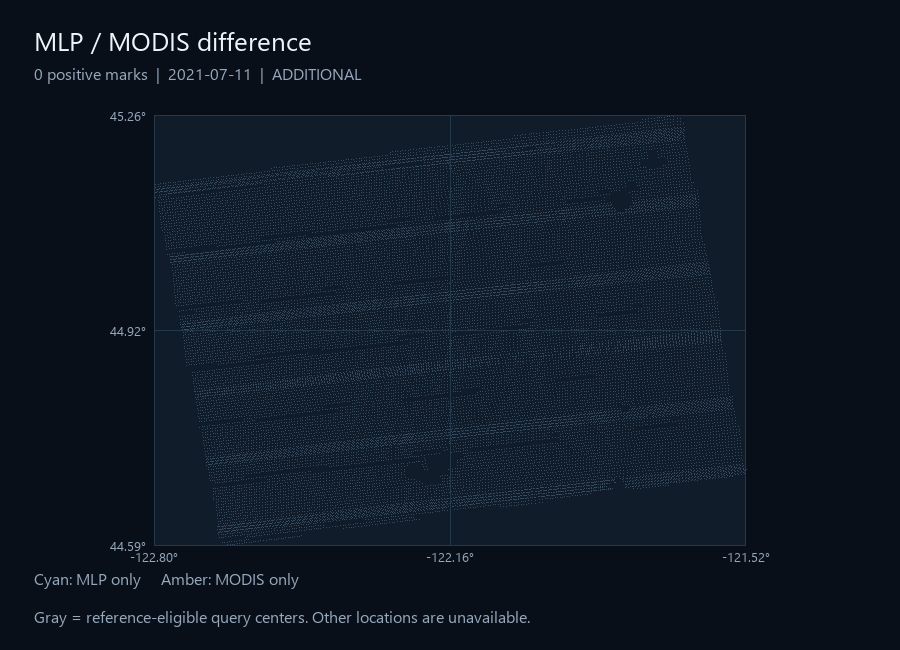 MLP / MODIS difference
0 positive marks | 2021-07-11 | ADDITIONAL
45.26°
44.92°
44.59°
-122.80° -122.16° -121.52°
Cyan: MLP only Amber: MODIS only
Gray = reference-eligible query centers. Other locations are unavailable.